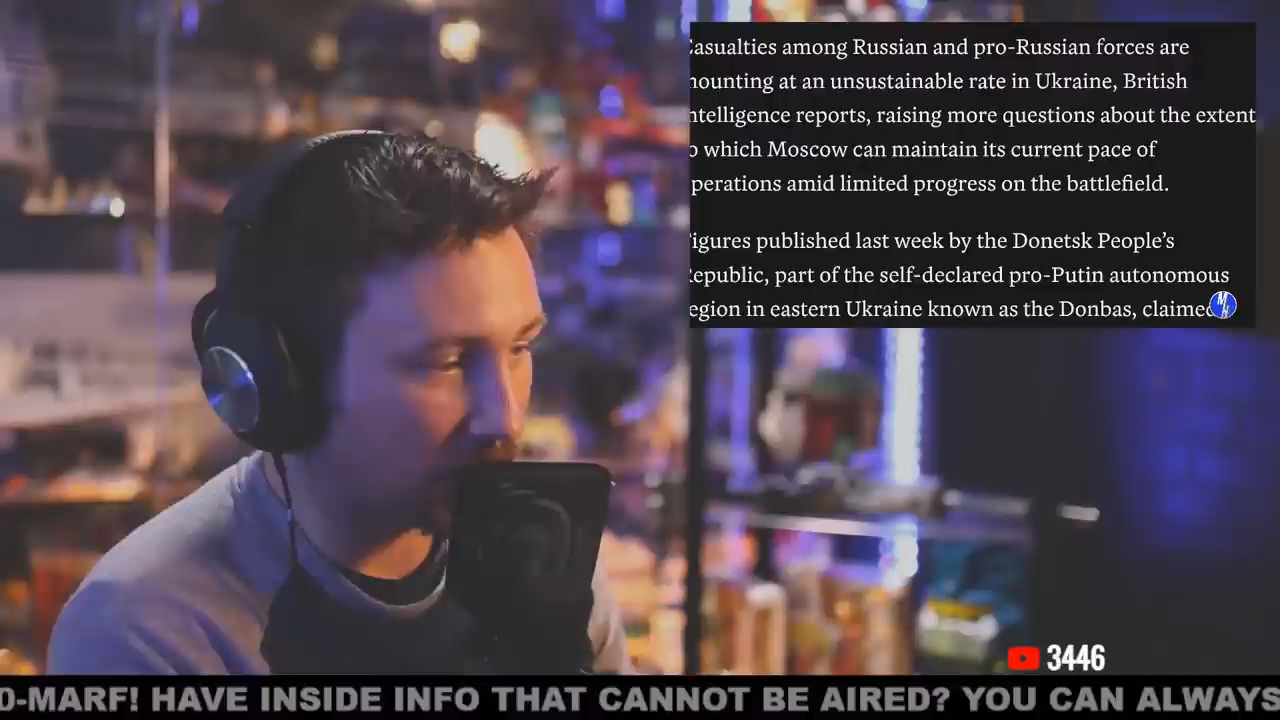 asualties among Russian and pro-Russian forces are
ounting at an unsustainable rate in Ukraine, British
ntelligence reports, raising more questions about the extent
o which Moscow can maintain its current pace of
perations amid limited progress on the battlefield.
igures published last week by the Donetsk People's
epublic, part of the self-declared pro-Putin autonomous
egion in eastern Ukraine known as the Donbas, claimed
3446
D-MARF! HAVE INSIDE INFO THAT CANNOT BE AIRED? YOU CAN ALWAYS